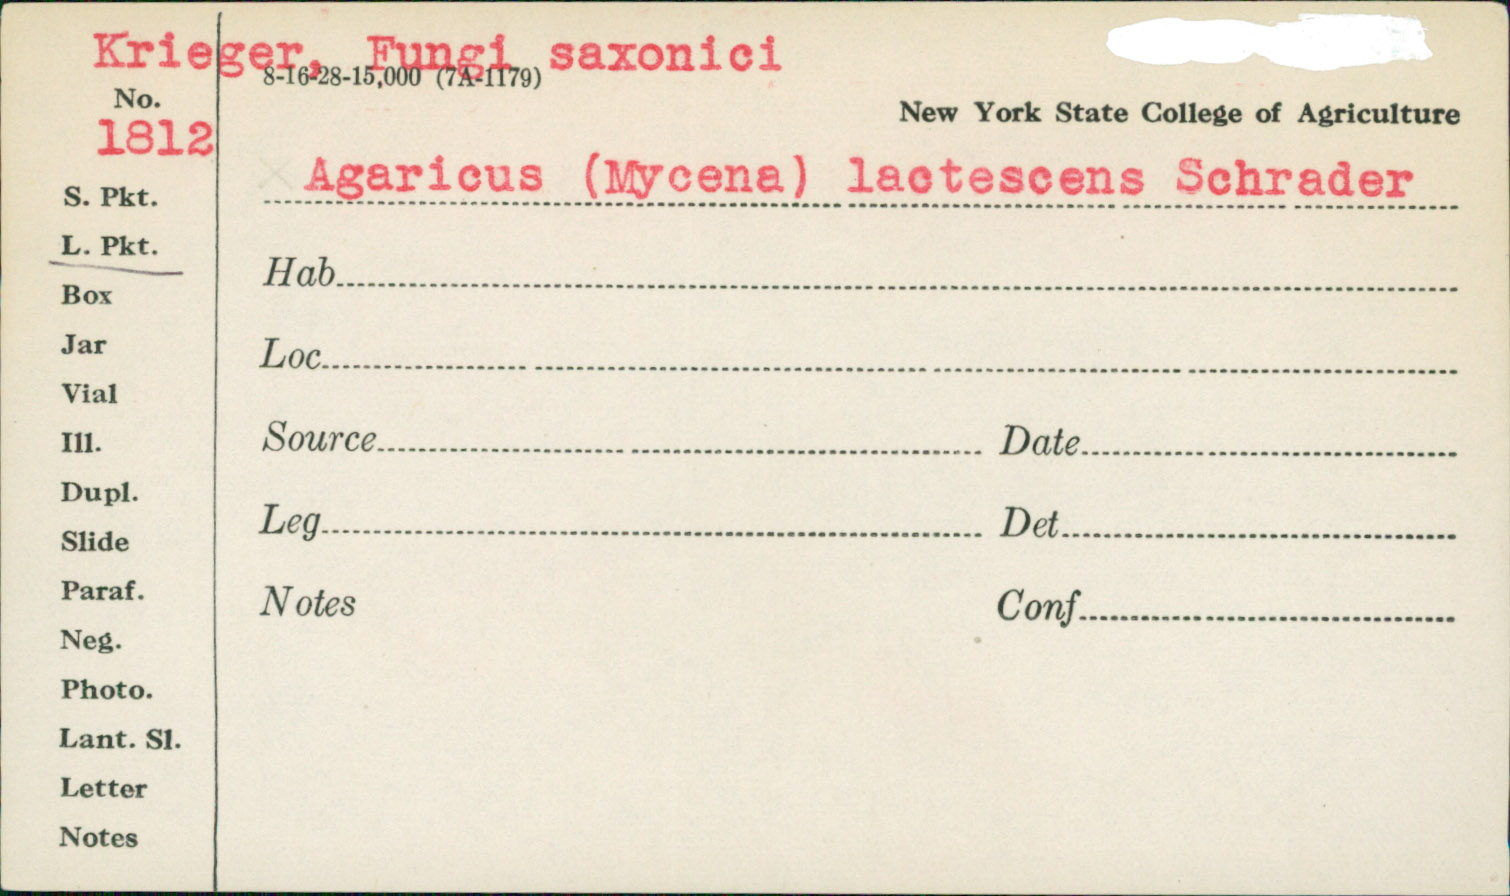 Krieger, Fungi saxonici
8-16-28-15,000 (7A-1179)
No.
New York State College of Agriculture
1812
Agaricus (Mycena) lactescens Schrader
S. Pkt.
L. Pkt.
Hab
Box
Loc
Jar
Vial
Source Date
Ill.
Dupl.
Leg Det
Slide
Paraf.
Notes Conf
Neg.
Photo.
Lant. Sl.
Letter
Notes